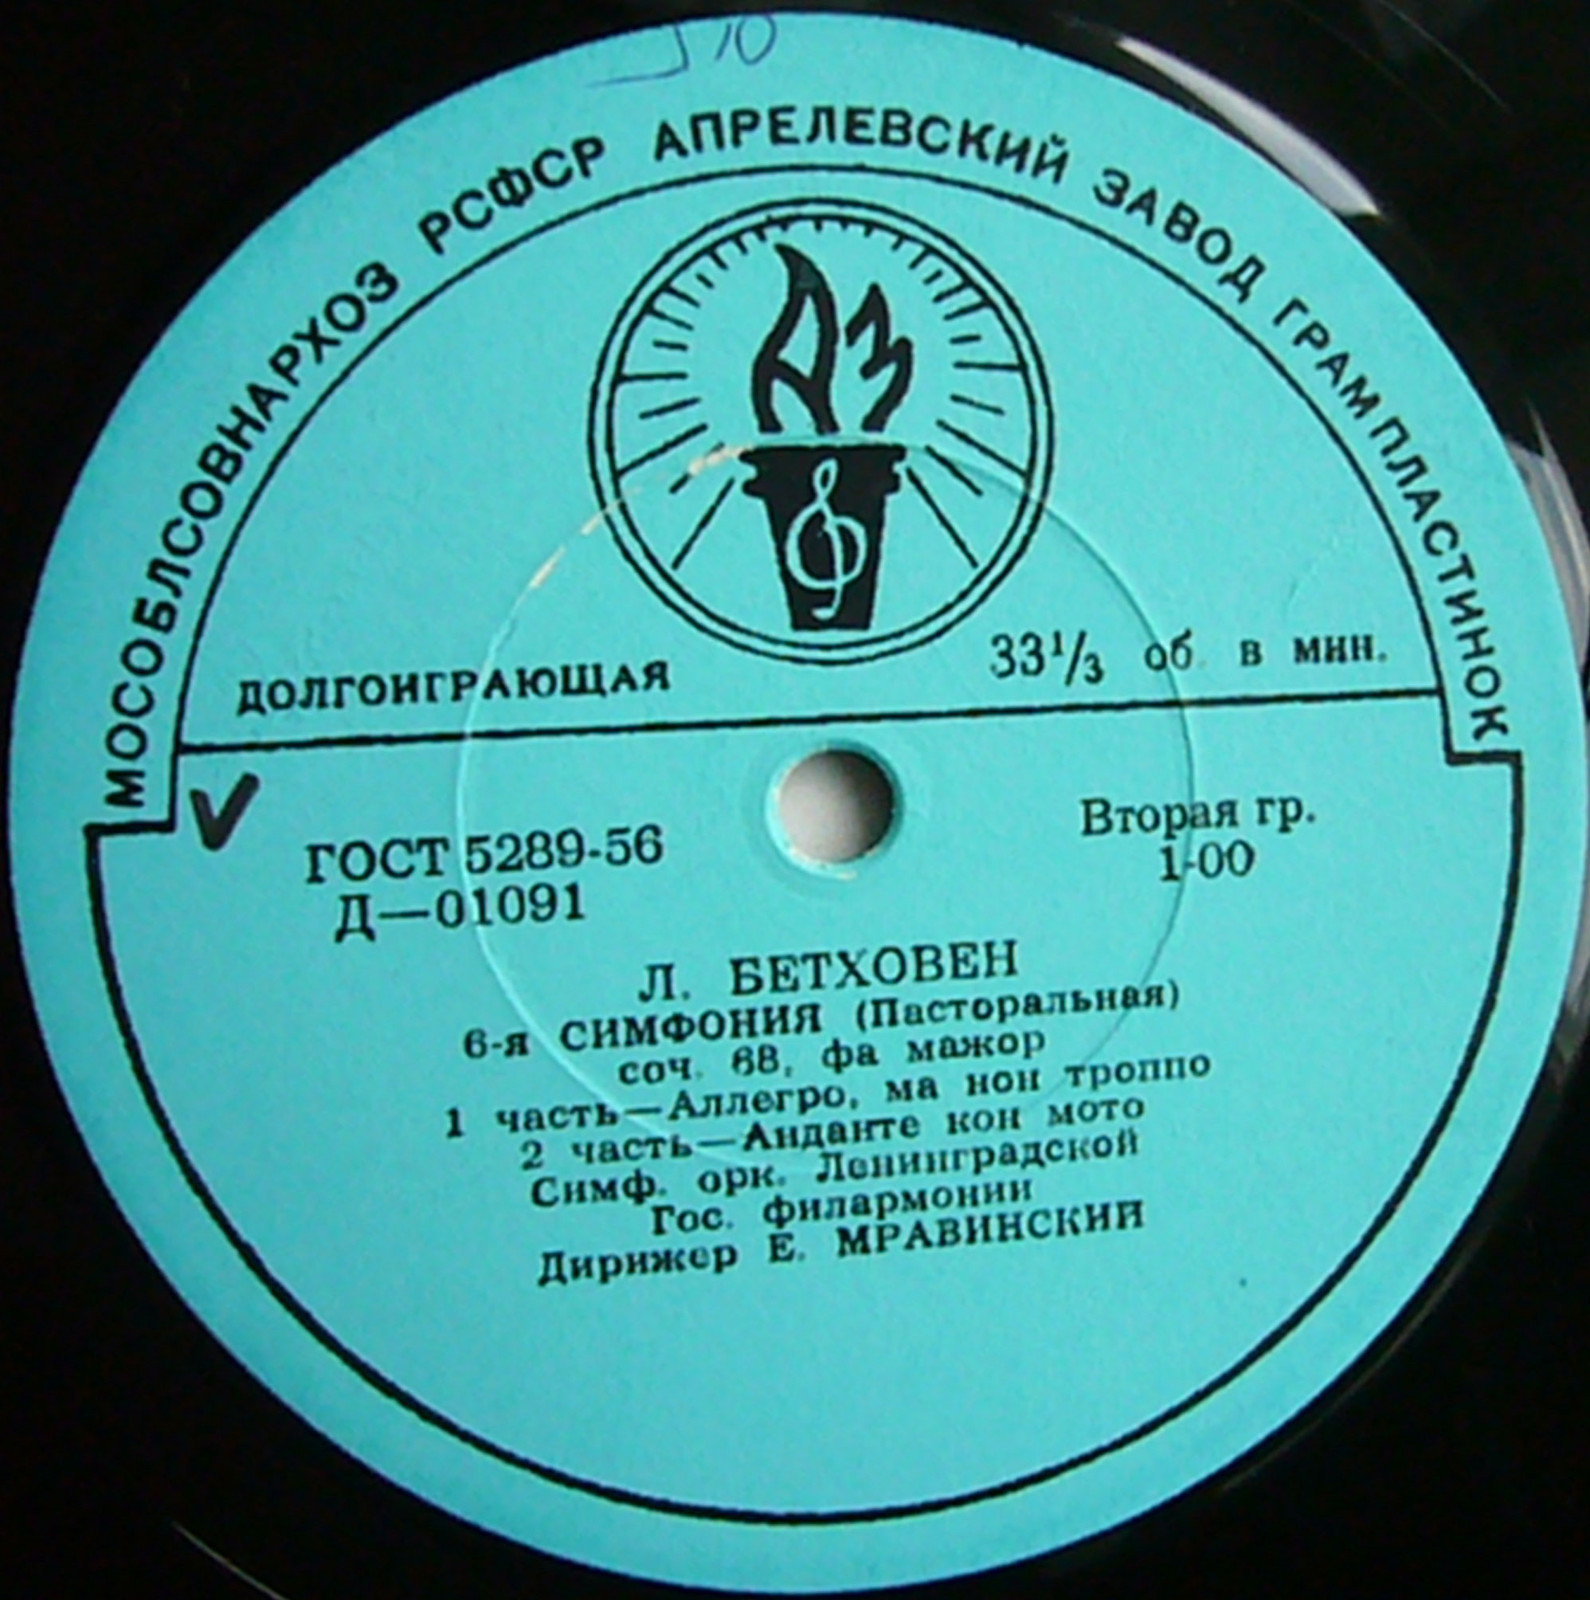 10
МОСОБЛСОВНАРХОЗ РСФСР АПРЕЛЕВСКИЙ ЗАВОД ГРАМПЛАСТИНОК
АЗ
ДОЛГОИГРАЮЩАЯ
33⅓ об. в мин.
ГОСТ 5289-56
Д—01091
Вторая гр.
1-00
Л. БЕТХОВЕН
6-я СИМФОНИЯ (Пасторальная)
соч. 68, фа мажор
1 часть—Аллегро, ма нон троппо
2 часть—Анданте кон мото
Симф. орк. Ленинградской
Гос. филармонии
Дирижер Е. МРАВИНСКИЙ